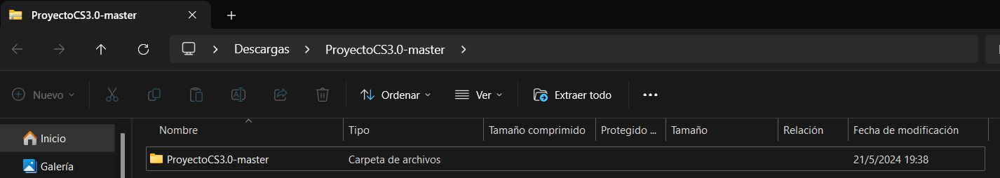 ProyectoCS3.0-master
Descargas ProyectoCS3.0-master
Nuevo Ordenar Ver Extraer todo
Inicio
Galería
Nombre Tipo Tamaño comprimido Protegido ... Tamaño Relación Fecha de modificación
ProyectoCS3.0-master Carpeta de archivos 21/5/2024 19:38